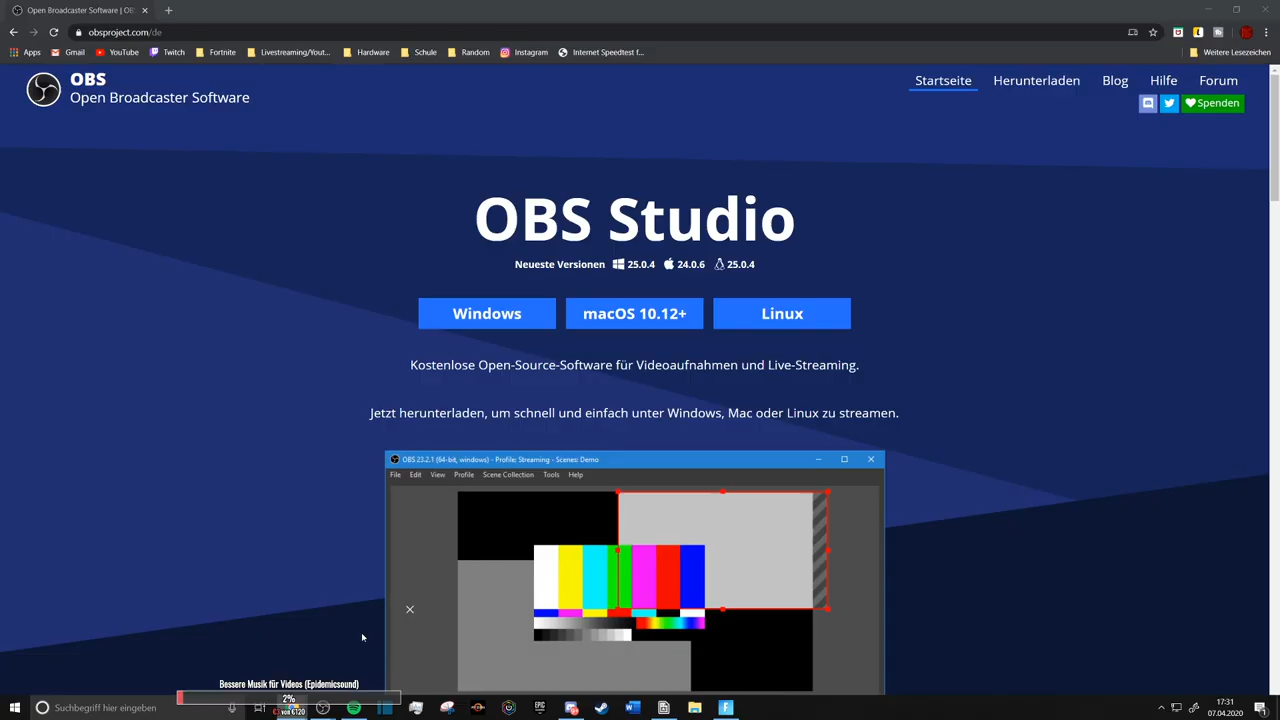 Open Broadcaster Software | OB
obsproject.com/de
Apps
Gmail
YouTube
Twitch
Fortnite
Livestreaming/Yout...
Hardware
Schule
Random
Instagram
Internet Speedtest f...
Weitere Lesezeichen
OBS
Open Broadcaster Software
Startseite
Herunterladen
Blog
Hilfe
Forum
Spenden
OBS Studio
Neueste Versionen 25.0.4 24.0.6 25.0.4
Windows
macOS 10.12+
Linux
Kostenlose Open-Source-Software für Videoaufnahmen und Live-Streaming.
Jetzt herunterladen, um schnell und einfach unter Windows, Mac oder Linux zu streamen.
OBS 23.2.1 (64-bit, windows) - Profile: Streaming - Scenes: Demo
File Edit View Profile Scene Collection Tools Help
Bessere Musik für Videos (Epidemicsound)
2%
€3 von €120
Suchbegriff hier eingeben
EPIC
GAMES
17:31
07.04.2020